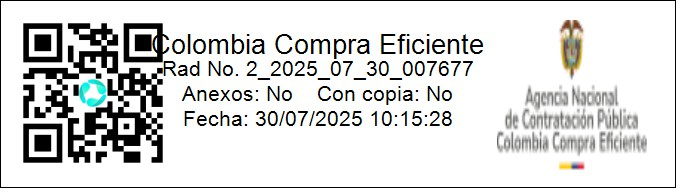 Colombia Compra Eficiente
Rad No. 2_2025_07_30_007677
Anexos: No Con copia: No
Fecha: 30/07/2025 10:15:28
Agencia Nacional
de Contratación Pública
Colombia Compra Eficiente